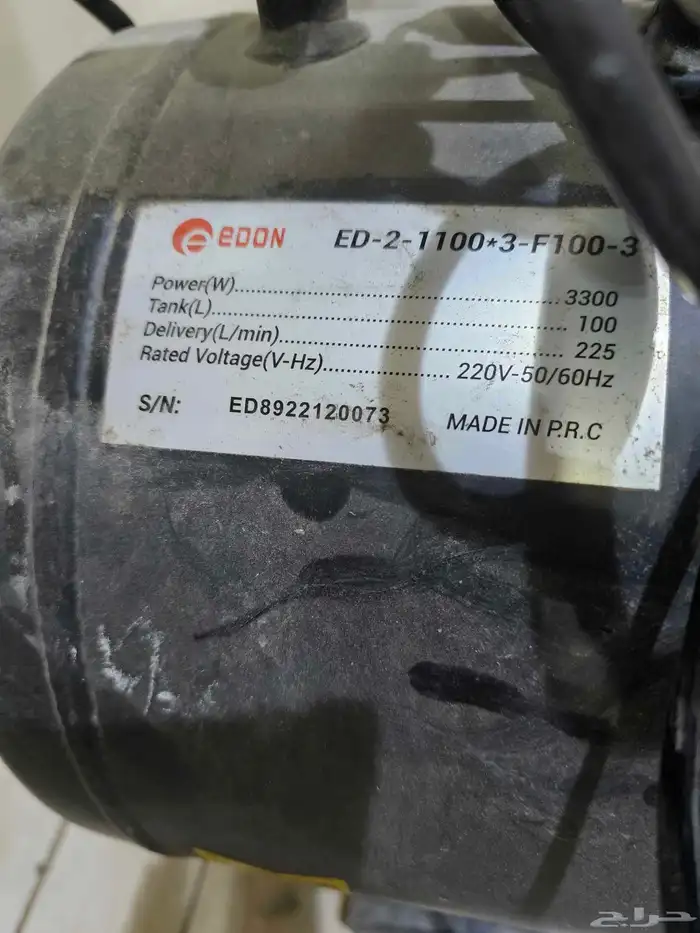 eDON ED-2-1100*3-F100-3
Power(W)............................................3300
Tank(L)................................................100
Delivery(L/min)......................................225
Rated Voltage(V-Hz)....................220V-50/60Hz
S/N: ED8922120073 MADE IN P.R.C
حراج